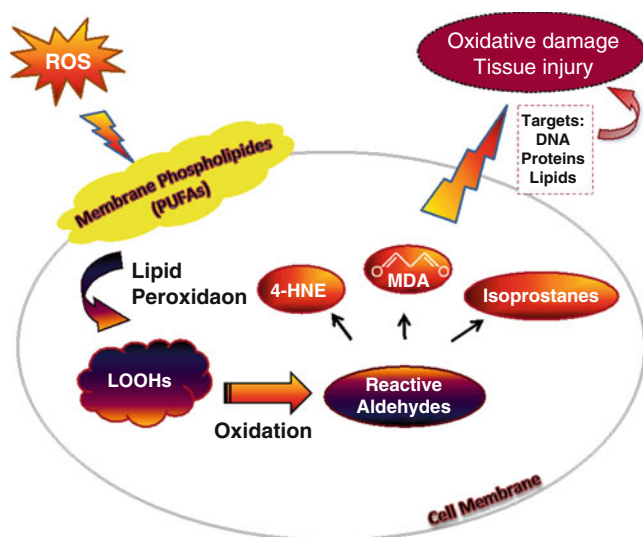 ROS
Oxidative damage
Tissue injury
Targets:
DNA
Proteins
Lipids
Membrane Phospholipides
(PUFAs)
Lipid
Peroxidaon
4-HNE
MDA
Isoprostanes
LOOHs
Oxidation
Reactive
Aldehydes
Cell Membrane